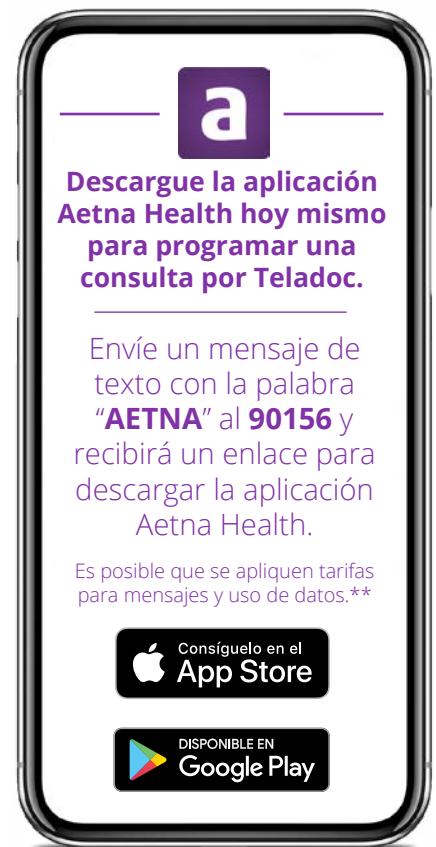 a
Descargue la aplicación
Aetna Health hoy mismo
para programar una
consulta por Teladoc.
Envíe un mensaje de
texto con la palabra
“AETNA” al 90156 y
recibirá un enlace para
descargar la aplicación
Aetna Health.
Es posible que se apliquen tarifas
para mensajes y uso de datos.**
Consíguelo en el
App Store
DISPONIBLE EN
Google Play